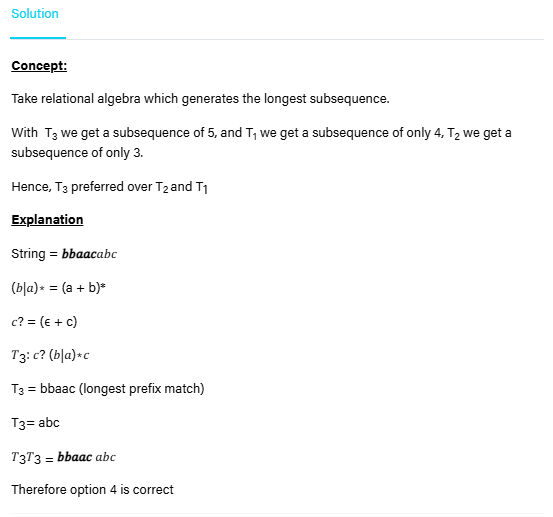 Solution
Concept:
Take relational algebra which generates the longest subsequence.
With T₃ we get a subsequence of 5, and T₁ we get a subsequence of only 4, T₂ we get a
subsequence of only 3.
Hence, T₃ preferred over T₂ and T₁
Explanation
String = bbaacabc
(b|a)* = (a + b)*
c? = (ϵ + c)
T3: c? (b|a)*c
T₃ = bbaac (longest prefix match)
T₃= abc
T3T3 = bbaac abc
Therefore option 4 is correct